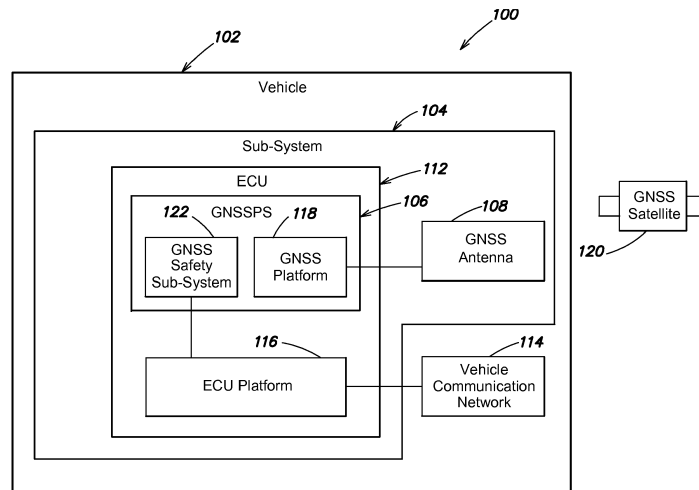 100
102
Vehicle
104
Sub-System
112
ECU
106
GNSSPS
122
118
108
GNSS
Safety
Sub-System
GNSS
Platform
GNSS
Antenna
GNSS
Satellite
120
116
114
ECU Platform
Vehicle
Communication
Network